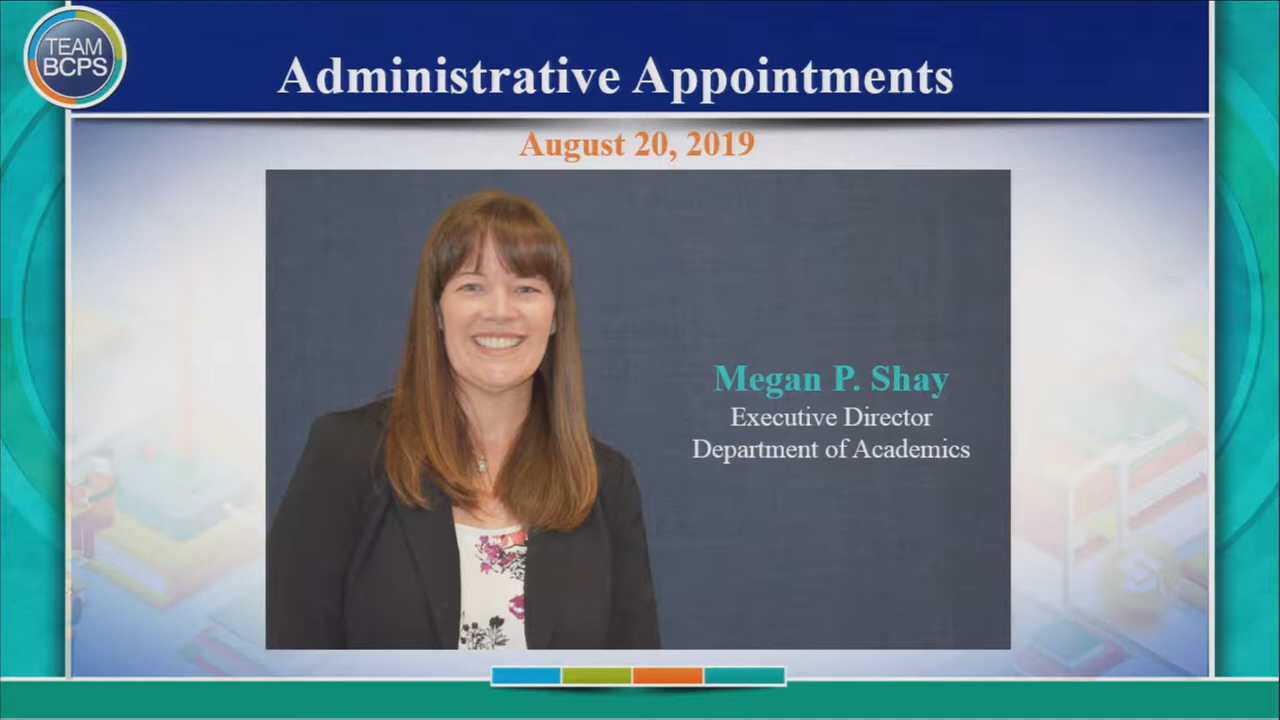 TEAM
BCPS
Administrative Appointments
August 20, 2019
Megan P. Shay
Executive Director
Department of Academics